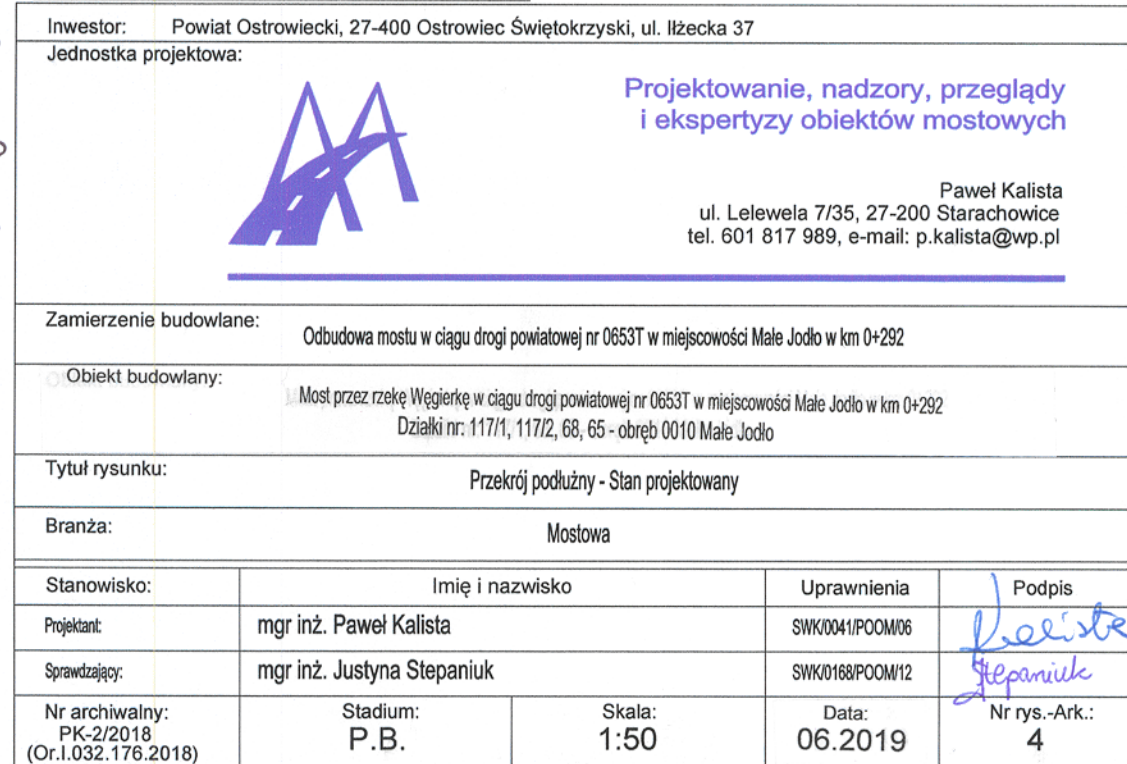 Inwestor: Powiat Ostrowiecki, 27-400 Ostrowiec Świętokrzyski, ul. Iłżecka 37
Jednostka projektowa:
Projektowanie, nadzory, przeglądy
i ekspertyzy obiektów mostowych
Paweł Kalista
ul. Lelewela 7/35, 27-200 Starachowice
tel. 601 817 989, e-mail: p.kalista@wp.pl
Zamierzenie budowlane:
Odbudowa mostu w ciągu drogi powiatowej nr 0653T w miejscowości Małe Jodło w km 0+292
Obiekt budowlany:
Most przez rzekę Węgierkę w ciągu drogi powiatowej nr 0653T w miejscowości Małe Jodło w km 0+292
Działki nr: 117/1, 117/2, 68, 65 - obręb 0010 Małe Jodło
Tytuł rysunku: Przekrój podłużny - Stan projektowany
Branża: Mostowa
Stanowisko: Imię i nazwisko Uprawnienia Podpis
Projektant: mgr inż. Paweł Kalista SWK/0041/POOM/06 Kalista
Sprawdzający: mgr inż. Justyna Stepaniuk SWK/0168/POOM/12 Stepaniuk
Nr archiwalny: Stadium: Skala: Data: Nr rys.-Ark.:
PK-2/2018 P.B. 1:50 06.2019 4
(Or.I.032.176.2018)